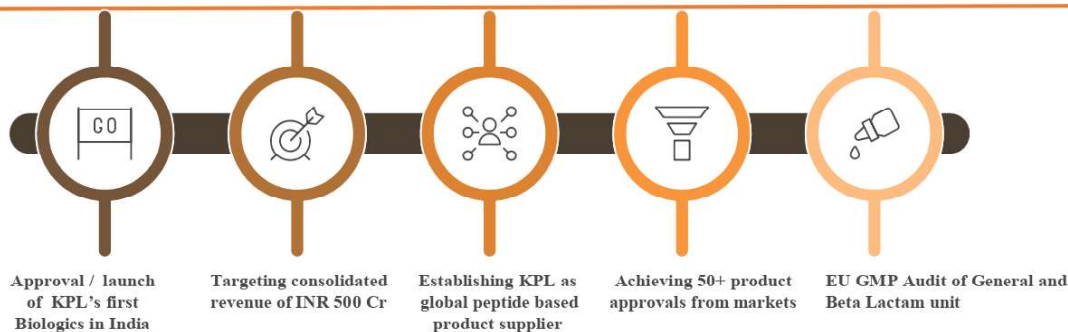 GO
Approval / launch
of KPL's first
Biologics in India
Targeting consolidated
revenue of INR 500 Cr
Establishing KPL as
global peptide based
product supplier
Achieving 50+ product
approvals from markets
EU GMP Audit of General and
Beta Lactam unit